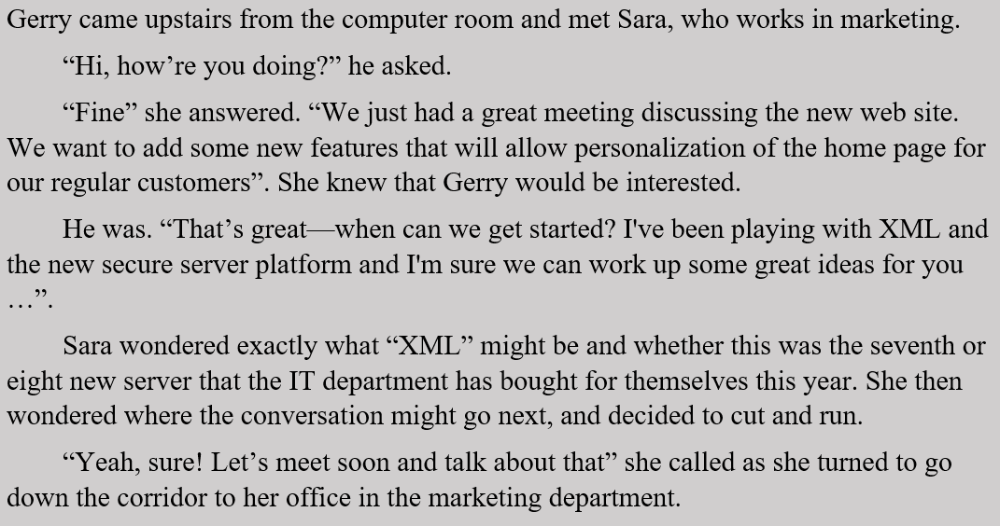 Gerry came upstairs from the computer room and met Sara, who works in marketing.
“Hi, how’re you doing?” he asked.
“Fine” she answered. “We just had a great meeting discussing the new web site.
We want to add some new features that will allow personalization of the home page for
our regular customers”. She knew that Gerry would be interested.
He was. “That’s great—when can we get started? I've been playing with XML and
the new secure server platform and I'm sure we can work up some great ideas for you
…”.
Sara wondered exactly what “XML” might be and whether this was the seventh or
eight new server that the IT department has bought for themselves this year. She then
wondered where the conversation might go next, and decided to cut and run.
“Yeah, sure! Let’s meet soon and talk about that” she called as she turned to go
down the corridor to her office in the marketing department.